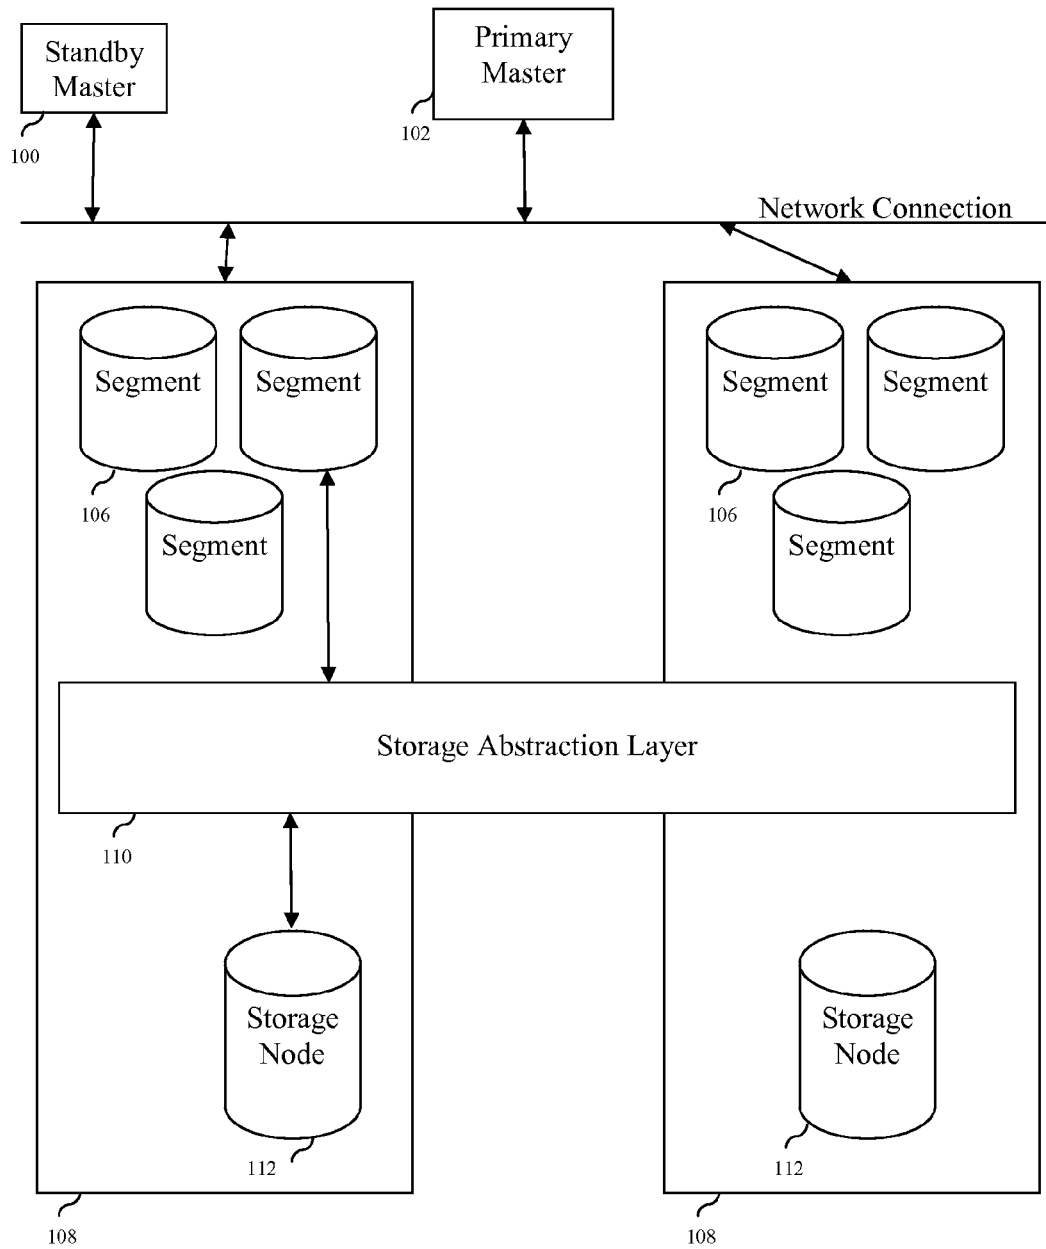 Standby
Master
100
Primary
Master
102
Network Connection
Segment
Segment
106
Segment
Segment
Segment
106
Segment
Storage Abstraction Layer
110
Storage
Node
112
108
Storage
Node
112
108